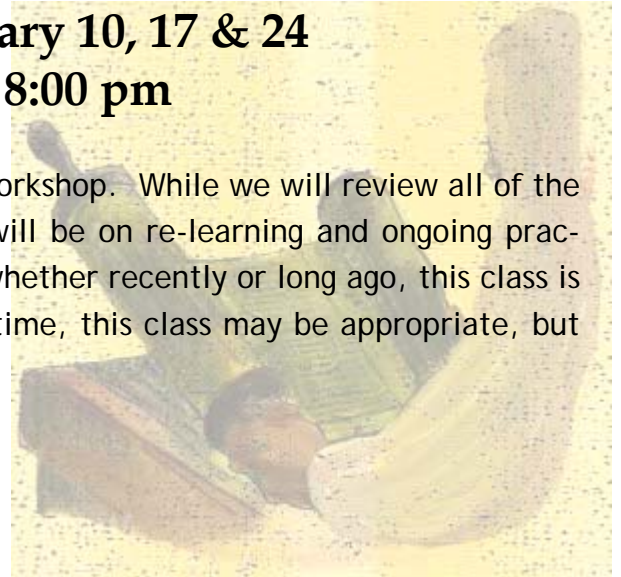 ary 10, 17 & 24
8:00 pm
orkshop. While we will review all of the
will be on re-learning and ongoing prac-
whether recently or long ago, this class is
time, this class may be appropriate, but